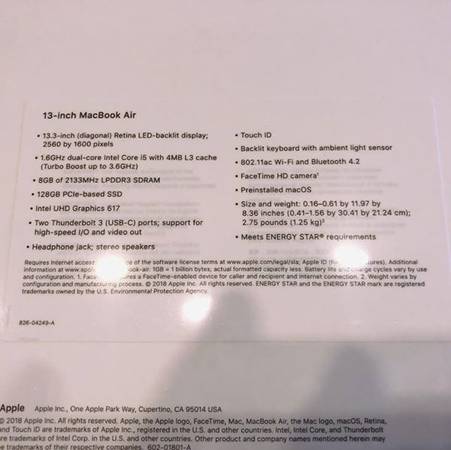 13-inch MacBook Air
• 13.3-inch (diagonal) Retina LED-backlit display;
2560 by 1600 pixels
• 1.6GHz dual-core Intel Core i5 with 4MB L3 cache
(Turbo Boost up to 3.6GHz)
• 8GB of 2133MHz LPDDR3 SDRAM
• 128GB PCIe-based SSD
• Intel UHD Graphics 617
• Two Thunderbolt 3 (USB-C) ports; support for
high-speed I/O and video out
• Headphone jack; stereo speakers
• Touch ID
• Backlit keyboard with ambient light sensor
• 802.11ac Wi-Fi and Bluetooth 4.2
• FaceTime HD camera¹
• Preinstalled macOS
• Size and weight: 0.16–0.61 by 11.97 by
8.36 inches (0.41–1.56 by 30.41 by 21.24 cm);
2.75 pounds (1.25 kg)²
• Meets ENERGY STAR® requirements
Requires Internet access of the software license terms at www.apple.com/legal/sla; Apple ID (features). Additional
information at www. book-air. 1GB = 1 billion bytes; actual formatted capacity less. Battery life and charge cycles vary by use
and configuration. 1. FaceTime requires a FaceTime-enabled device for caller and recipient and internet connection. 2. Weight varies by
configuration and manufacturing process. © 2018 Apple Inc. All rights reserved. ENERGY STAR and the ENERGY STAR mark are registered
trademarks owned by the U.S. Environmental Protection Agency.
826-04249-A
Apple Apple Inc., One Apple Park Way, Cupertino, CA 95014 USA
© 2018 Apple Inc. All rights reserved. Apple, the Apple logo, FaceTime, Mac, MacBook Air, the Mac logo, macOS, Retina,
and Touch ID are trademarks of Apple Inc., registered in the U.S. and other countries. Intel, Intel Core, and Thunderbolt
are trademarks of Intel Corp. in the U.S. and other countries. Other product and company names mentioned herein may
be trademarks of their respective companies. 602-01801-A